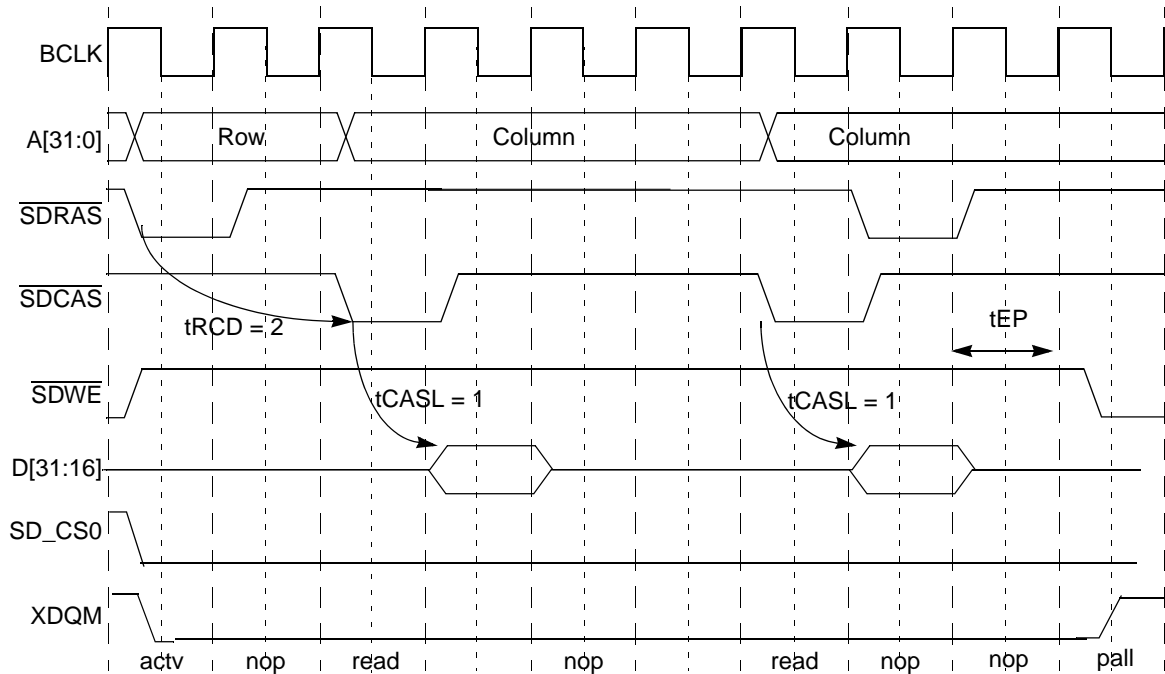 BCLK
A[31:0]
Row
Column
Column
SDRAS
SDCAS
tRCD = 2
tEP
SDWE
tCASL = 1
tCASL = 1
D[31:16]
SD_CS0
XDQM
actv nop read nop read nop nop pall